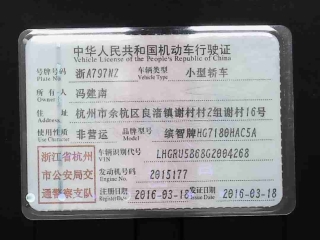 中华人民共和国机动车行驶证
Vehicle License of the People's Republic of China
号牌号码 浙A797NZ 车辆类型 小型轿车
Plate No. Vehicle Type
所有人 冯建南
Owner
住址 杭州市余杭区良渚镇谢村村2组谢村16号
Address
使用性质 非营运 品牌型号 缤智牌HG7180HAC5A
Use Character Model
浙江省杭州市公安局交通警察支队
车辆识别代号 LHGRU5868G2004268
VIN
发动机号码 2015177
Engine No.
注册日期 2016-03-18 发证日期 2016-03-18
Register Date Issue Date